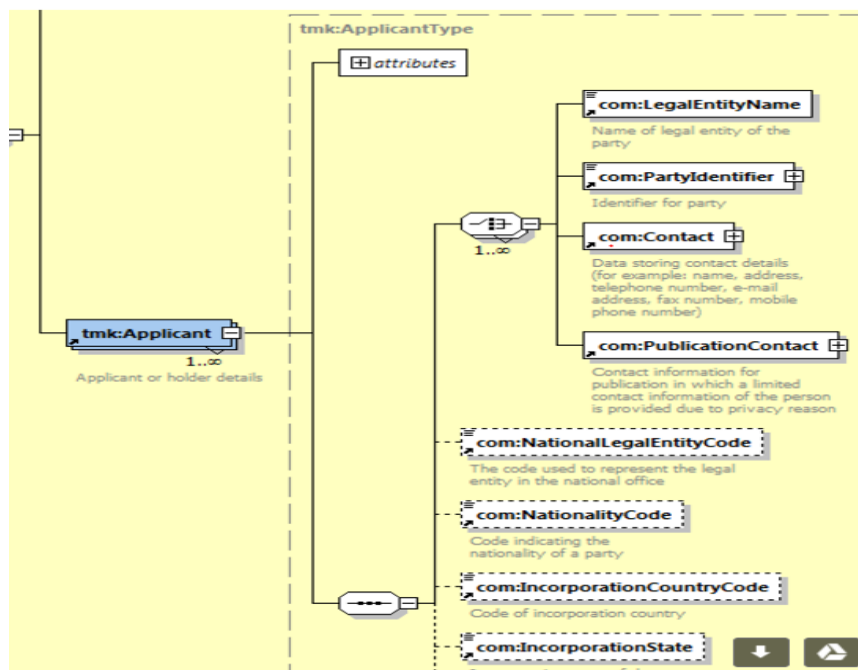 tmk:ApplicantType
attributes
com:LegalEntityName
Name of legal entity of the
party
com:PartyIdentifier
Identifier for party
1..∞
com:Contact
Data storing contact details
(for example: name, address,
telephone number, e-mail
address, fax number, mobile
phone number)
tmk:Applicant
1..∞
Applicant or holder details
com:PublicationContact
Contact information for
publication in which a limited
contact information of the person
is provided due to privacy reason
com:NationalLegalEntityCode
The code used to represent the legal
entity in the national office
com:NationalityCode
Code indicating the
nationality of a party
com:IncorporationCountryCode
Code of incorporation country
com:IncorporationState